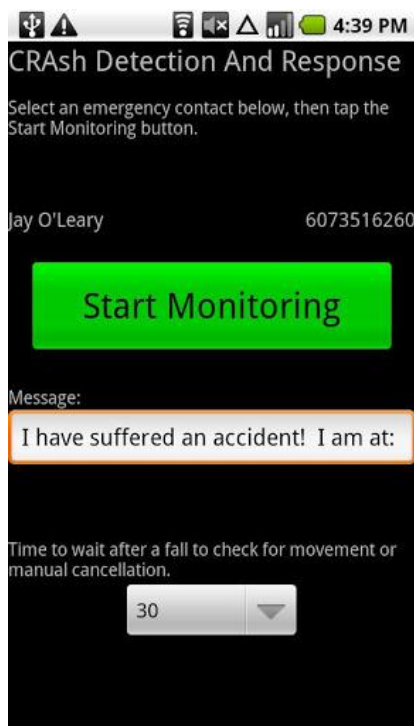 4:39 PM
CRAsh Detection And Response
Select an emergency contact below, then tap the
Start Monitoring button.
Jay O'Leary 6073516260
Start Monitoring
Message:
I have suffered an accident!  I am at:
Time to wait after a fall to check for movement or
manual cancellation.
30